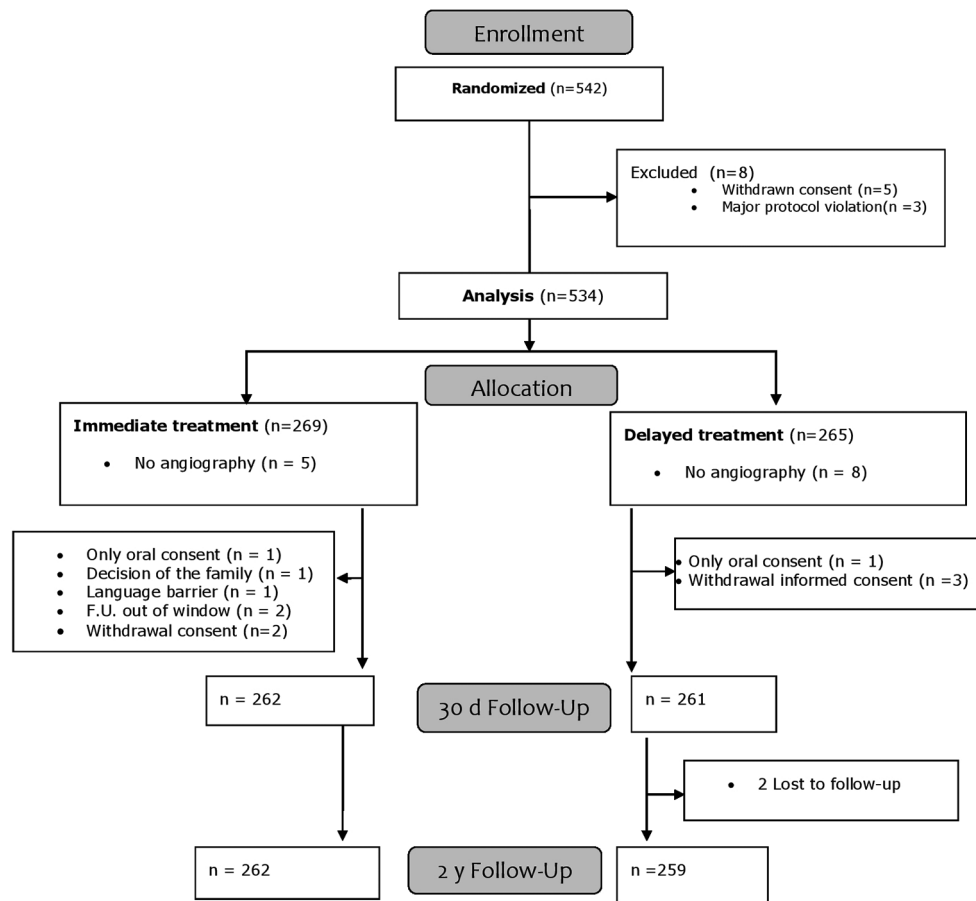 Enrollment
Randomized (n=542)
Excluded (n=8)
• Withdrawn consent (n=5)
• Major protocol violation(n =3)
Analysis (n=534)
Allocation
Immediate treatment (n=269)
• No angiography (n = 5)
Delayed treatment (n=265)
• No angiography (n = 8)
• Only oral consent (n = 1)
• Decision of the family (n = 1)
• Language barrier (n = 1)
• F.U. out of window (n = 2)
• Withdrawal consent (n=2)
• Only oral consent (n = 1)
• Withdrawal informed consent (n =3)
n = 262
30 d Follow-Up
n = 261
• 2 Lost to follow-up
n = 262
2 y Follow-Up
n =259